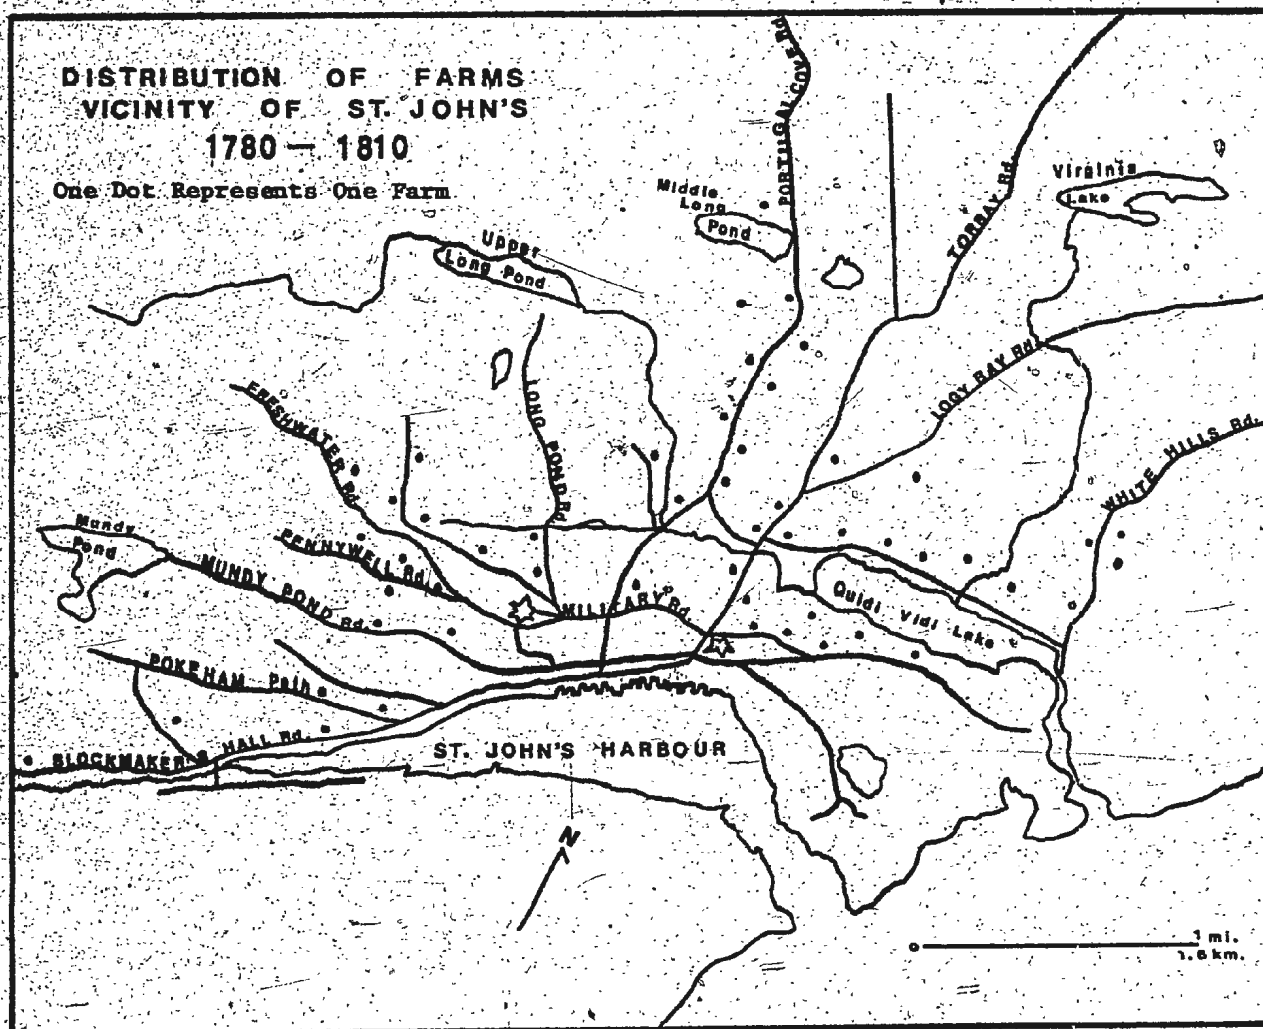 DISTRIBUTION OF FARMS
VICINITY OF ST. JOHN'S
1780 — 1810
One Dot Represents One Farm
PORTUGAL COVE Rd
TORBAY Rd.
Virginia
Lake
Middle
Long
Pond
Upper
Long Pond
LOGY BAY Rd.
WHITE HILLS Rd.
FRESHWATER Rd.
LONG POND Rd
Mundy
Pond
PENNYWELL Rd.
MUNDY POND Rd.
MILITARY Rd.
Quidi Vidi Lake
POKEHAM Path
BLOCKMAKER'S HALL Rd.
ST. JOHN'S HARBOUR
N
1 mi.
1.6 km.